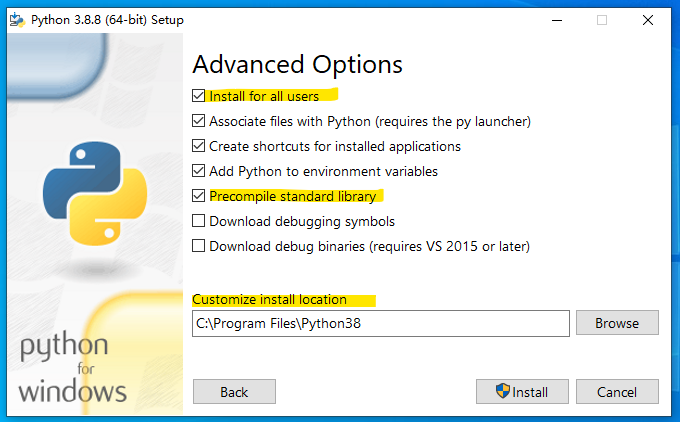 Python 3.8.8 (64-bit) Setup
Advanced Options
Install for all users
Associate files with Python (requires the py launcher)
Create shortcuts for installed applications
Add Python to environment variables
Precompile standard library
Download debugging symbols
Download debug binaries (requires VS 2015 or later)
Customize install location
C:\Program Files\Python38
Browse
python
for
windows
Back
Install
Cancel